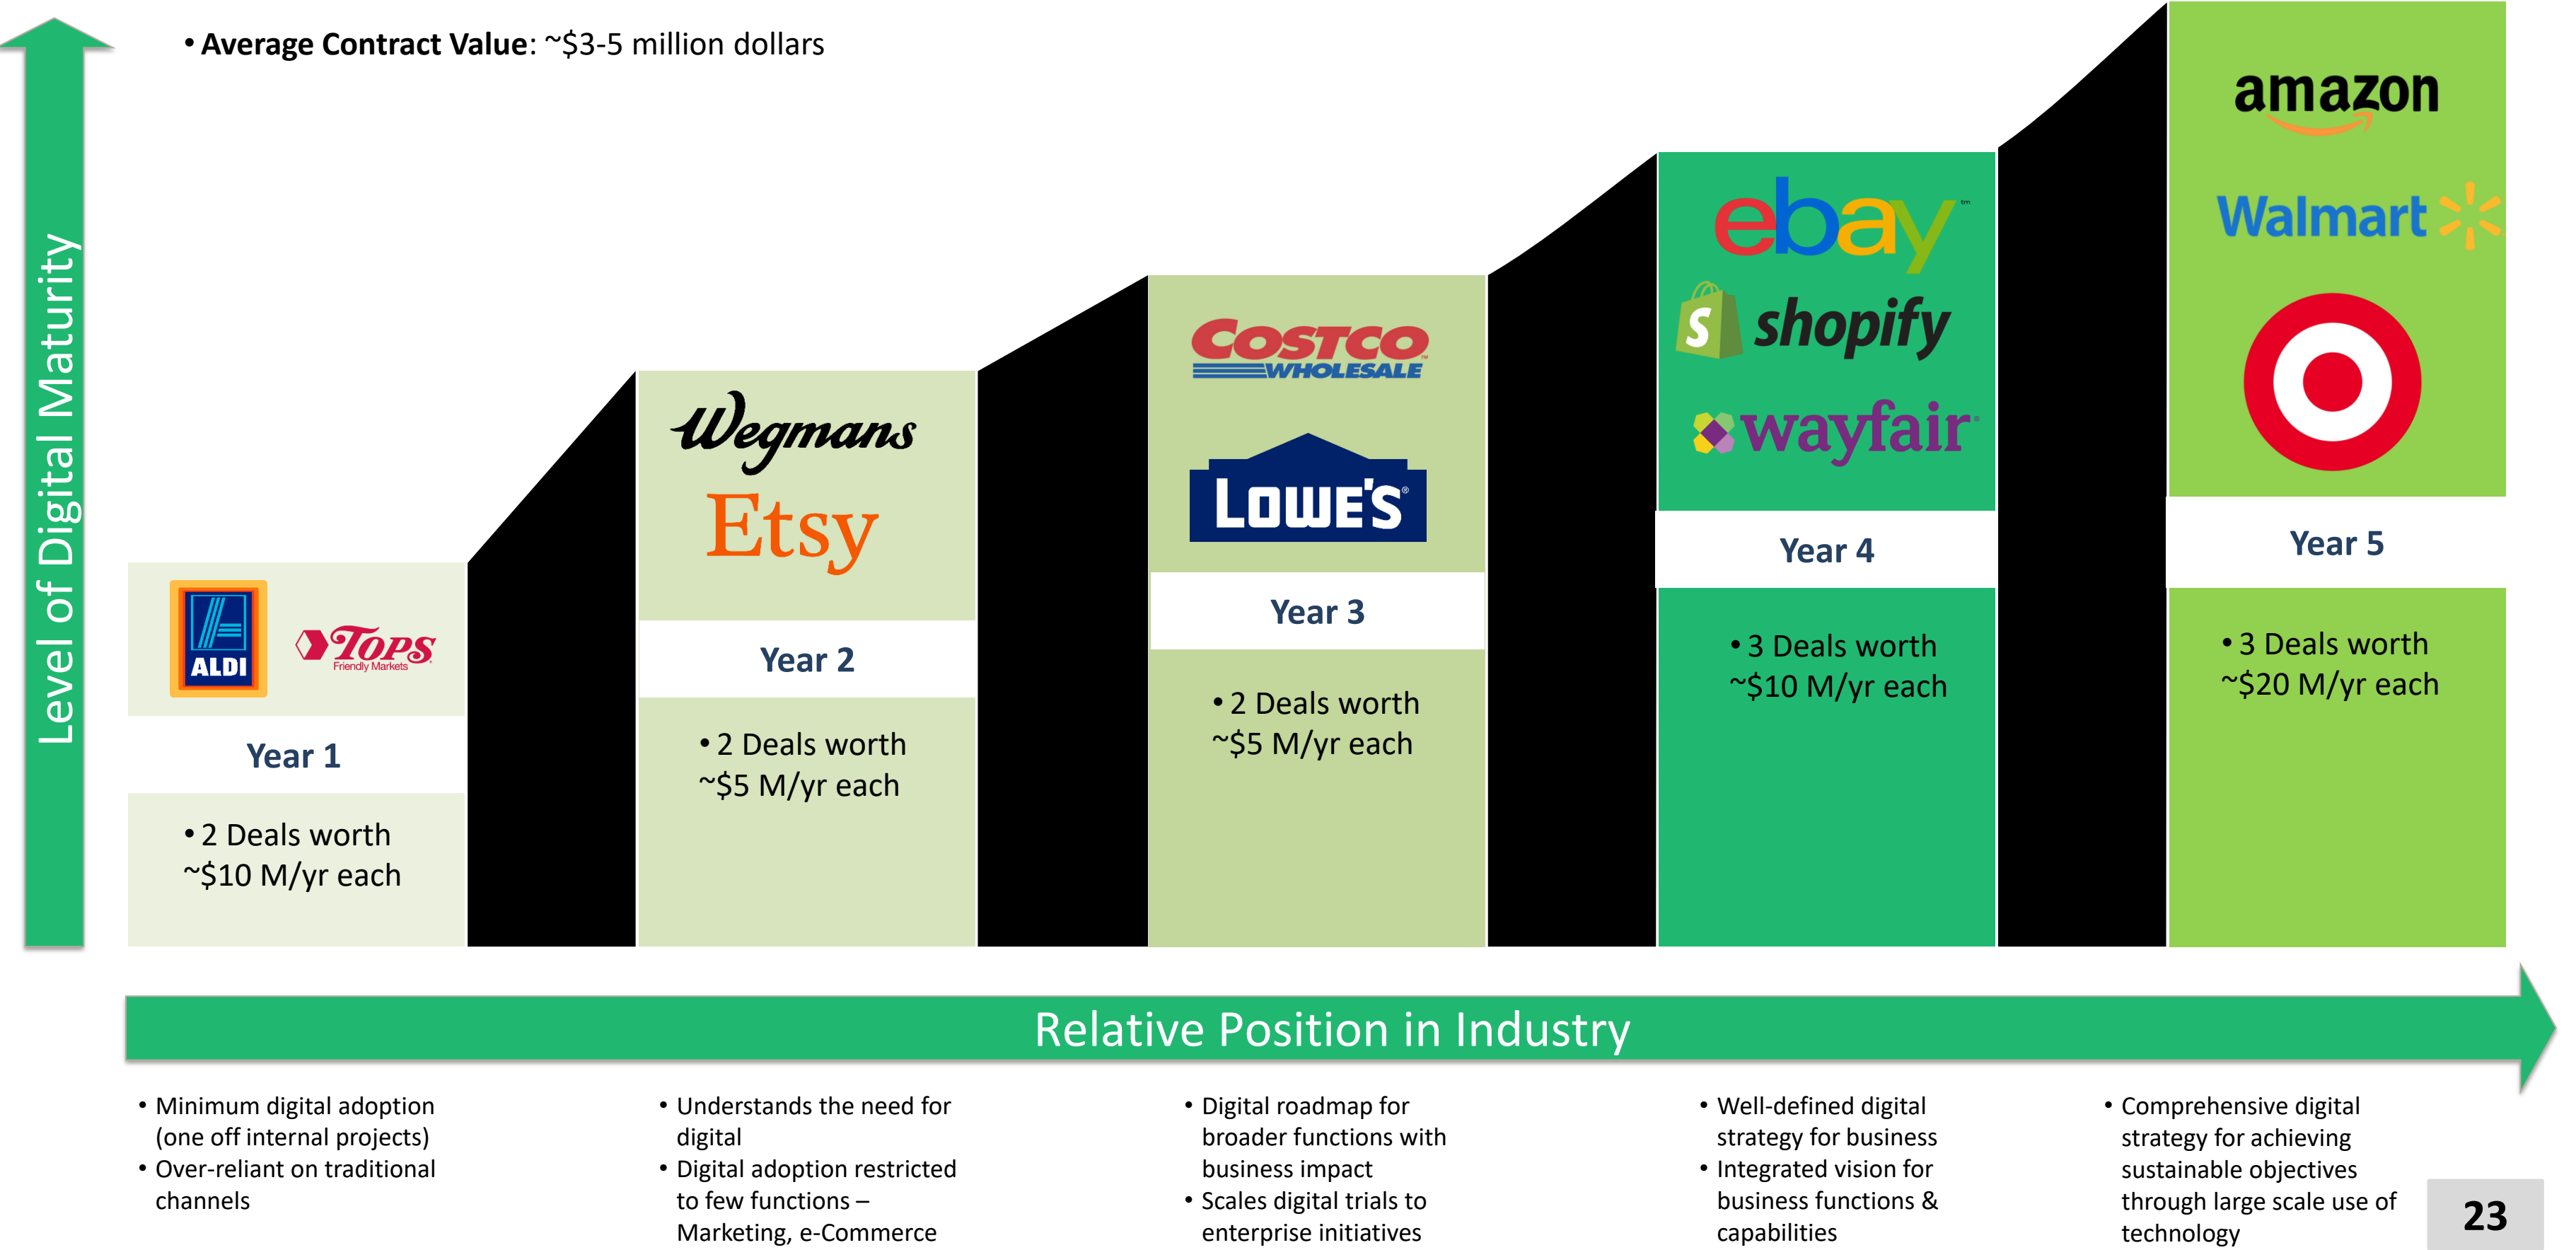 • Average Contract Value: ~$3-5 million dollars
Level of Digital Maturity
ALDI
TOPS
Friendly Markets
Year 1
• 2 Deals worth
~$10 M/yr each
Wegmans
Etsy
Year 2
• 2 Deals worth
~$5 M/yr each
COSTCO
WHOLESALE
LOWE'S®
Year 3
• 2 Deals worth
~$5 M/yr each
ebay™
shopify
wayfair
Year 4
• 3 Deals worth
~$10 M/yr each
amazon
Walmart
Year 5
• 3 Deals worth
~$20 M/yr each
Relative Position in Industry
• Minimum digital adoption
(one off internal projects)
• Over-reliant on traditional
channels
• Understands the need for
digital
• Digital adoption restricted
to few functions –
Marketing, e-Commerce
• Digital roadmap for
broader functions with
business impact
• Scales digital trials to
enterprise initiatives
• Well-defined digital
strategy for business
• Integrated vision for
business functions &
capabilities
• Comprehensive digital
strategy for achieving
sustainable objectives
through large scale use of
technology
23